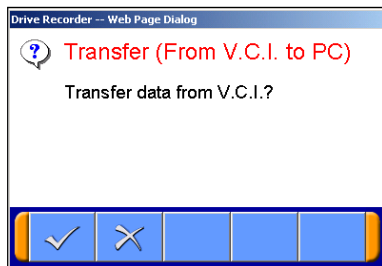 Drive Recorder -- Web Page Dialog
Transfer (From V.C.I. to PC)
Transfer data from V.C.I.?